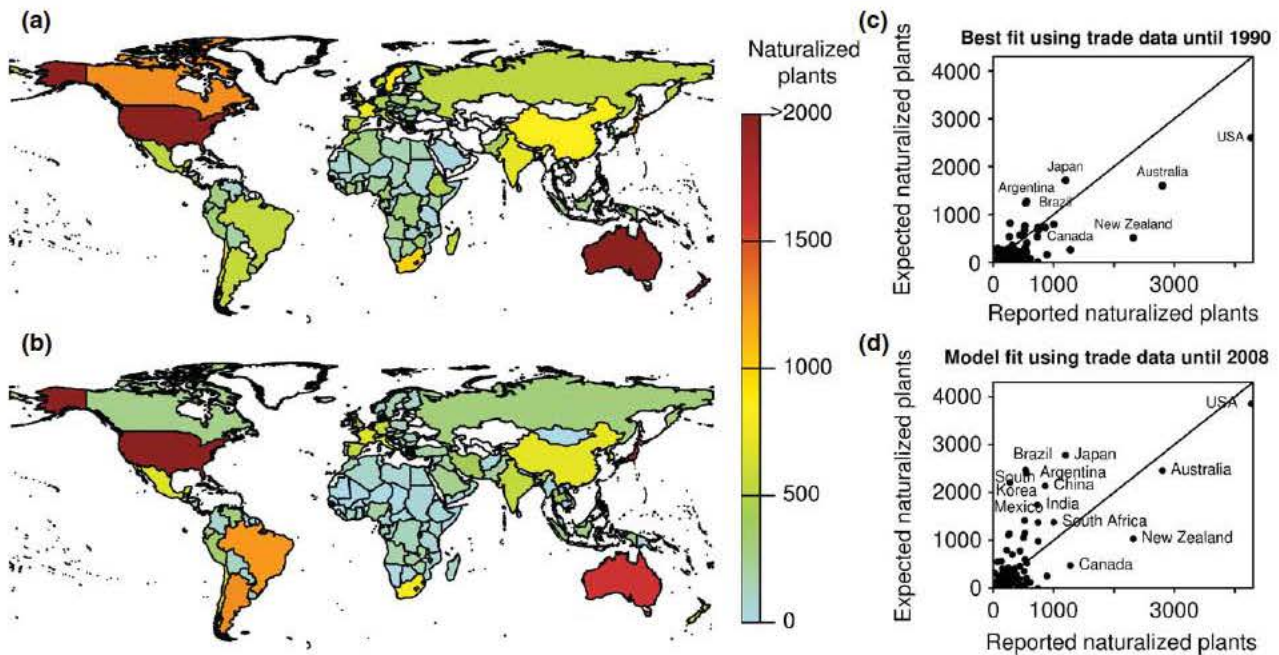 (a)
(b)
Naturalized
plants
>2000
1500
1000
500
0
(c)
Best fit using trade data until 1990
Expected naturalized plants
4000
3000
2000
1000
0
USA
Japan
Australia
Argentina
Brazil
New Zealand
Canada
0 1000 3000
Reported naturalized plants
(d)
Model fit using trade data until 2008
Expected naturalized plants
4000
3000
2000
1000
0
USA
Brazil Japan
Argentina Australia
South
Korea China
Mexico India
South Africa
New Zealand
Canada
0 1000 3000
Reported naturalized plants